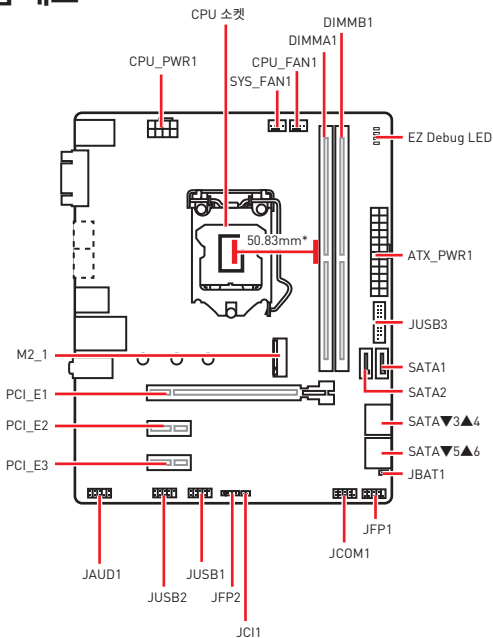 CPU 소켓
DIMMB1
DIMMA1
CPU_PWR1
CPU_FAN1
SYS_FAN1
EZ Debug LED
50.83mm*
ATX_PWR1
JUSB3
M2_1
SATA1
PCI_E1
SATA2
PCI_E2
SATA▼3▲4
PCI_E3
SATA▼5▲6
JBAT1
JFP1
JCOM1
JAUD1
JUSB1
JUSB2
JFP2
JCI1